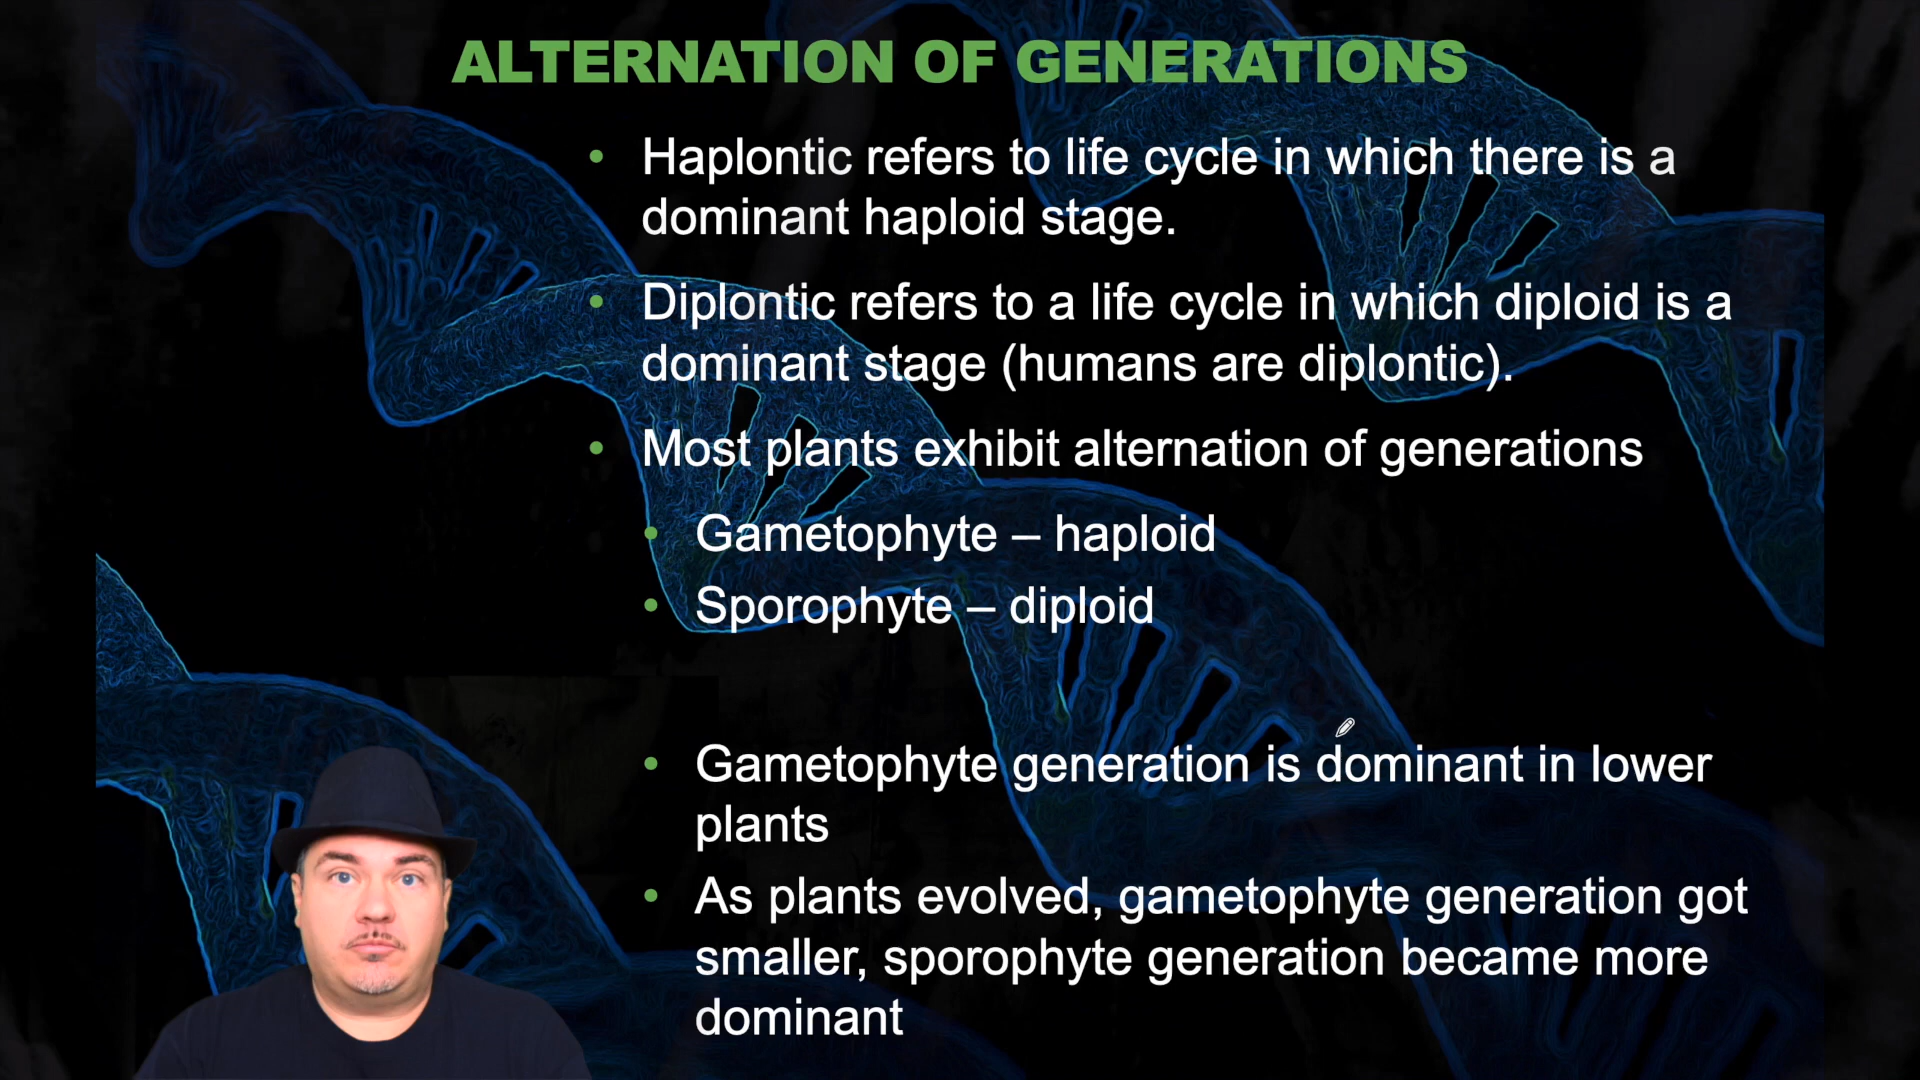 ALTERNATION OF GENERATIONS
• Haplontic refers to life cycle in which there is a
dominant haploid stage.
• Diplontic refers to a life cycle in which diploid is a
dominant stage (humans are diplontic).
• Most plants exhibit alternation of generations
• Gametophyte – haploid
• Sporophyte – diploid
• Gametophyte generation is dominant in lower
plants
• As plants evolved, gametophyte generation got
smaller, sporophyte generation became more
dominant